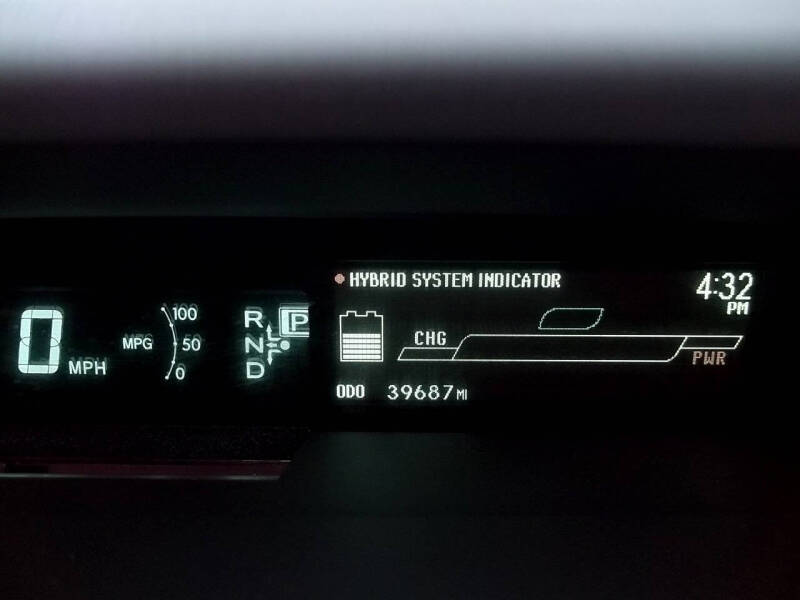 HYBRID SYSTEM INDICATOR
4:32
PM
0 MPH
MPG
100
50
0
R
N
D
P
CHG
PWR
ODO 39687 MI